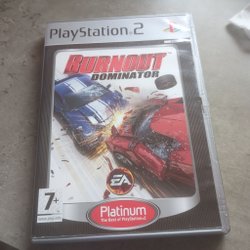 PlayStation 2
BURNOUT
DOMINATOR
7+
EA
Platinum
The Best of PlayStation 2